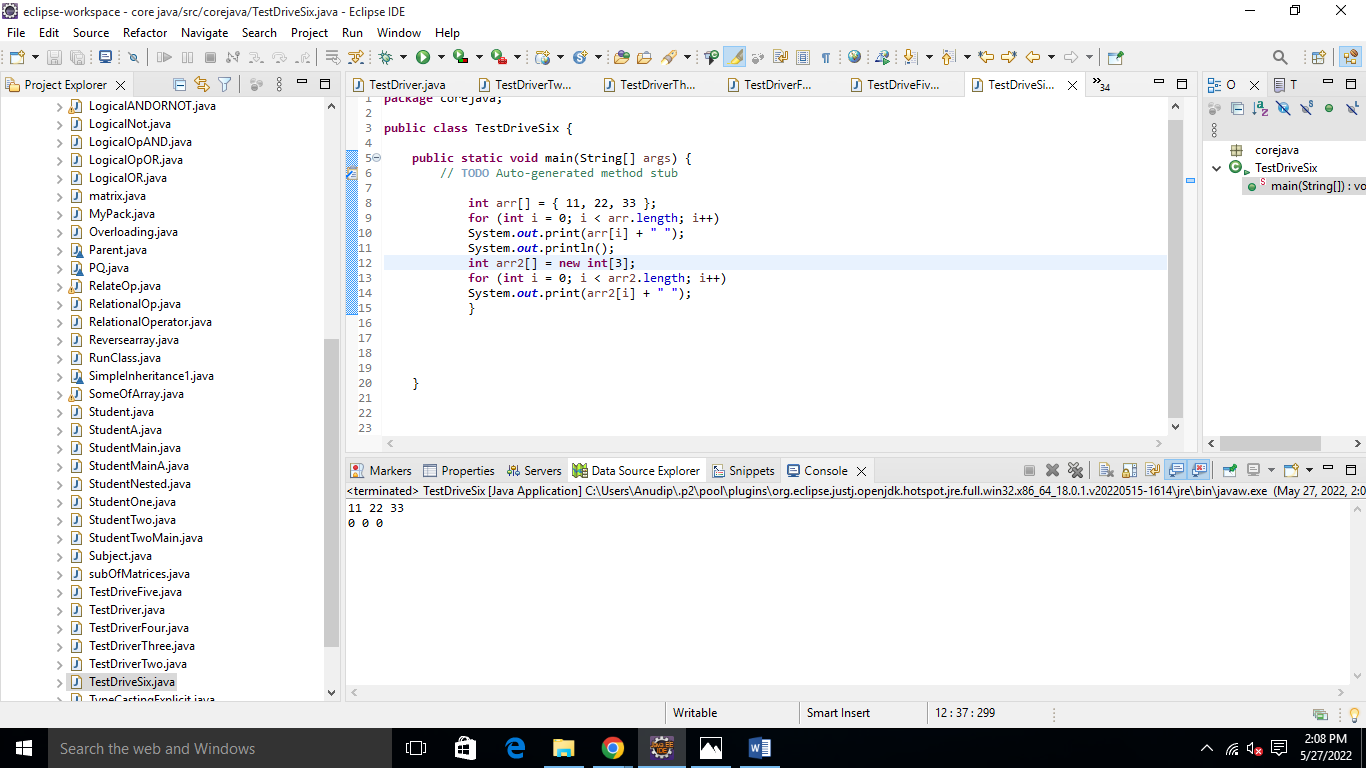 eclipse-workspace - core java/src/corejava/TestDriveSix.java - Eclipse IDE
File Edit Source Refactor Navigate Search Project Run Window Help
Project Explorer
LogicalANDORNOT.java
LogicalNot.java
LogicalOpAND.java
LogicalOpOR.java
LogicalOR.java
matrix.java
MyPack.java
Overloading.java
Parent.java
PQ.java
RelateOp.java
RelationalOp.java
RelationalOperator.java
Reversearray.java
RunClass.java
SimpleInheritance1.java
SomeOfArray.java
Student.java
StudentA.java
StudentMain.java
StudentMainA.java
StudentNested.java
StudentOne.java
StudentTwo.java
StudentTwoMain.java
Subject.java
subOfMatrices.java
TestDriveFive.java
TestDriver.java
TestDriverFour.java
TestDriverThree.java
TestDriverTwo.java
TestDriveSix.java
TypeCastingExplicit.java
TestDriver.java TestDriverTw... TestDriverTh... TestDriverF... TestDriveFiv... TestDriveSi... »34
1 package corejava;
2
3 public class TestDriveSix {
4
5 public static void main(String[] args) {
6 // TODO Auto-generated method stub
7
8 int arr[] = { 11, 22, 33 };
9 for (int i = 0; i < arr.length; i++)
10 System.out.print(arr[i] + " ");
11 System.out.println();
12 int arr2[] = new int[3];
13 for (int i = 0; i < arr2.length; i++)
14 System.out.print(arr2[i] + " ");
15 }
16
17
18
19
20 }
21
22
23
O T
corejava
TestDriveSix
main(String[]) : vo
Markers Properties Servers Data Source Explorer Snippets Console
<terminated> TestDriveSix [Java Application] C:\Users\Anudip\.p2\pool\plugins\org.eclipse.justj.openjdk.hotspot.jre.full.win32.x86_64_18.0.1.v20220515-1614\jre\bin\javaw.exe (May 27, 2022, 2:0
11 22 33
0 0 0
Writable Smart Insert 12 : 37 : 299
Search the web and Windows
2:08 PM
5/27/2022